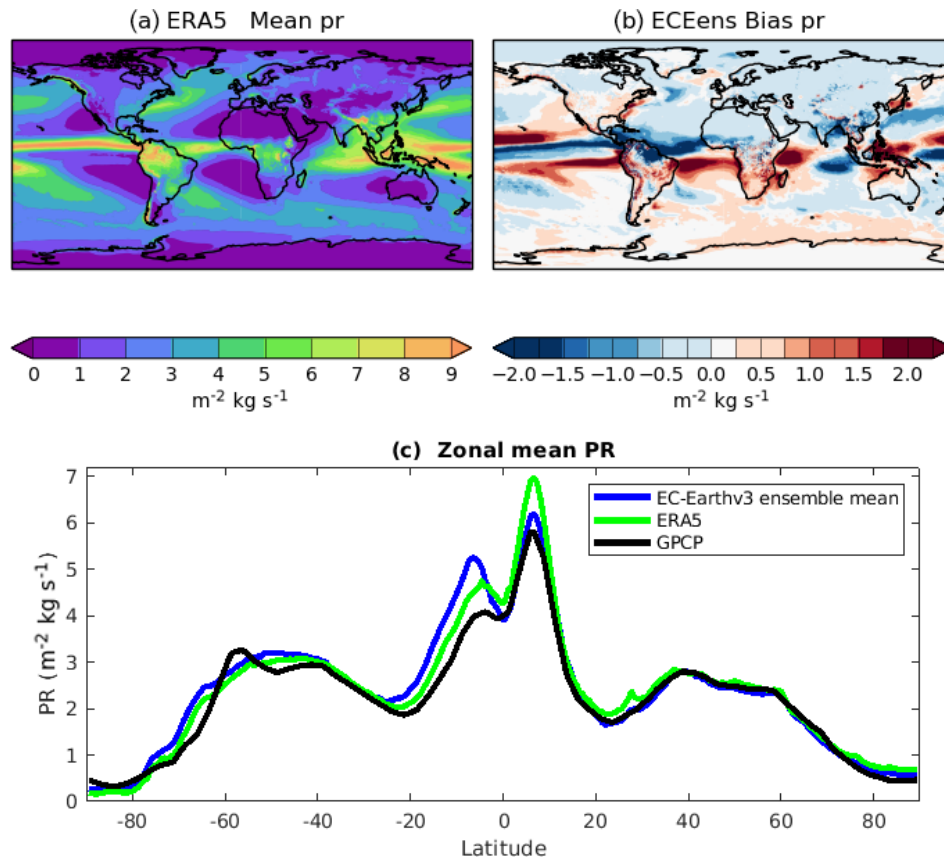 (a) ERA5 Mean pr
(b) ECEens Bias pr
0 1 2 3 4 5 6 7 8 9
m⁻² kg s⁻¹
−2.0 −1.5 −1.0 −0.5 0.0 0.5 1.0 1.5 2.0
m⁻² kg s⁻¹
(c) Zonal mean PR
PR (m⁻² kg s⁻¹)
7
6
5
4
3
2
1
0
EC-Earthv3 ensemble mean
ERA5
GPCP
-80 -60 -40 -20 0 20 40 60 80
Latitude